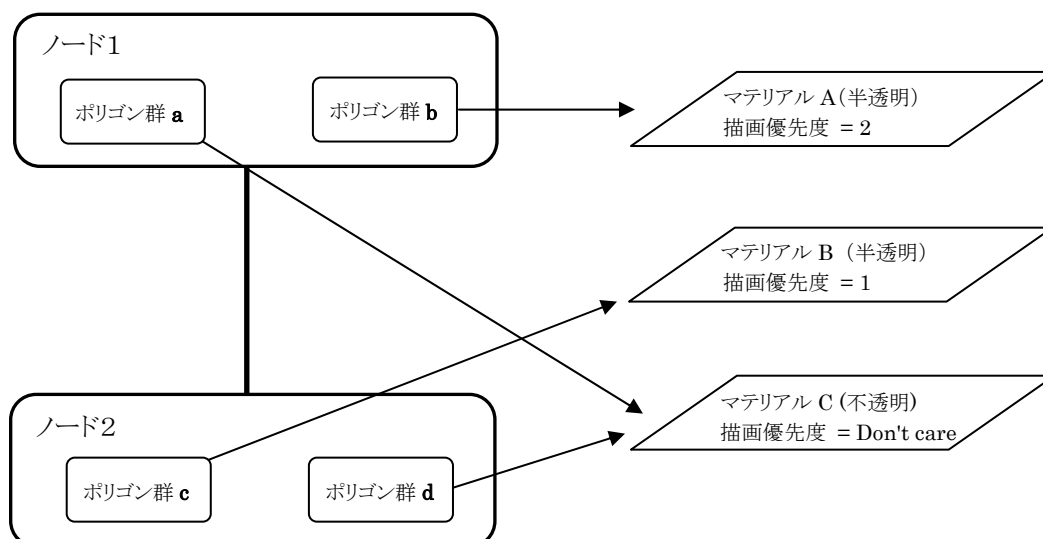 ノード1
ポリゴン群 a
ポリゴン群 b
マテリアル A(半透明)
描画優先度 = 2
マテリアル B (半透明)
描画優先度 = 1
マテリアル C (不透明)
描画優先度 = Don't care
ノード2
ポリゴン群 c
ポリゴン群 d